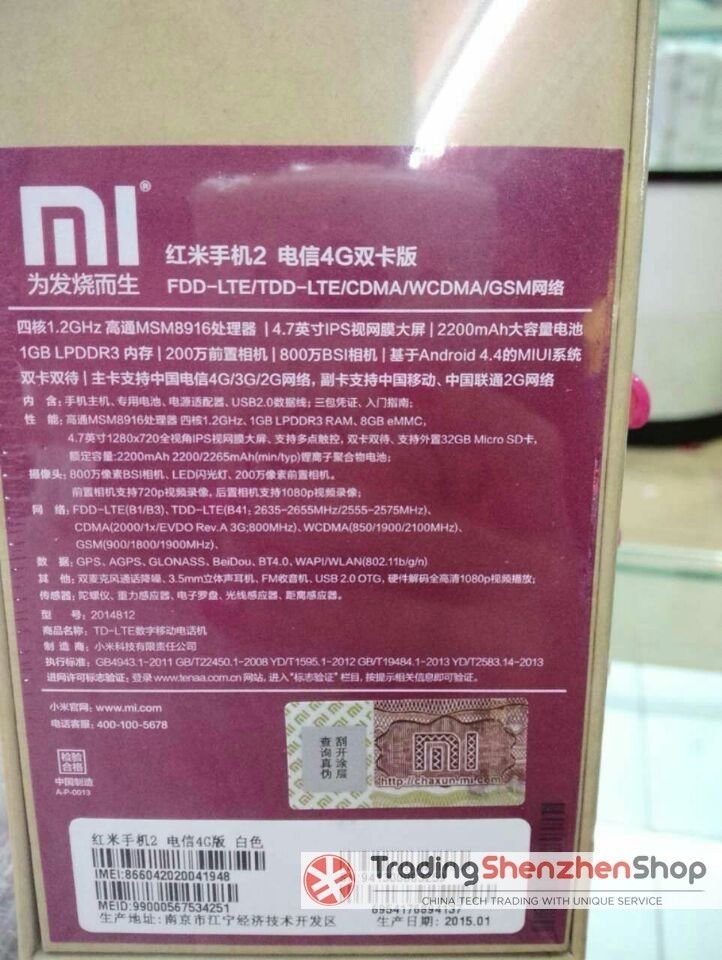 mi®
为发烧而生
红米手机2 电信4G双卡版
FDD-LTE/TDD-LTE/CDMA/WCDMA/GSM网络
四核1.2GHz 高通MSM8916处理器 | 4.7英寸IPS视网膜大屏 | 2200mAh大容量电池
1GB LPDDR3 内存 | 200万前置相机 | 800万BSI相机 | 基于Android 4.4的MIUI系统
双卡双待 | 主卡支持中国电信4G/3G/2G网络，副卡支持中国移动、中国联通2G网络
内 含: 手机主机、专用电池、电源适配器、USB2.0数据线; 三包凭证、入门指南;
性 能: 高通MSM8916处理器 四核1.2GHz、1GB LPDDR3 RAM、8GB eMMC、
4.7英寸1280x720全视角IPS视网膜大屏、支持多点触控，双卡双待、支持外置32GB Micro SD卡，
额定容量:2200mAh 2200/2265mAh(min/typ)锂离子聚合物电池;
摄像头: 800万像素BSI相机、LED闪光灯、200万像素前置相机。
前置相机支持720p视频录像，后置相机支持1080p视频录像;
网 络: FDD-LTE(B1/B3)、TDD-LTE(B41: 2635-2655MHz/2555-2575MHz)、
CDMA(2000/1x/EVDO Rev.A 3G;800MHz)、WCDMA(850/1900/2100MHz)、
GSM(900/1800/1900MHz)、
数 据: GPS、AGPS、GLONASS、BeiDou、BT4.0、WAPI/WLAN(802.11b/g/n)
其 他: 双麦克风通话降噪、3.5mm立体声耳机、FM收音机、USB 2.0 OTG，硬件解码全高清1080p视频播放;
传感器: 陀螺仪、重力感应器、电子罗盘、光线感应器、距离感应器。
型 号: 2014812
商品名称: TD-LTE数字移动电话机
制 造 商: 小米科技有限责任公司
执行标准: GB4943.1-2011 GB/T22450.1-2008 YD/T1595.1-2012 GB/T19484.1-2013 YD/T2583.14-2013
进网许可标志验证: 登录 www.tenaa.com.cn 网站，进入“标志验证”栏目，按提示相关信息即可验证。
小米官网: www.mi.com
电话客服: 400-100-5678
检验
合格
中国制造
A-P-0013
刮开涂层
查询真伪
mi
http://chaxun.mi.com
红米手机2 电信4G版 白色
IMEI:866042020041948
MEID:99000567534251
6954176894137
生产地址: 南京市江宁经济技术开发区 生产日期: 2015.01
TradingShenzhenShop
CHINA TECH TRADING WITH UNIQUE SERVICE